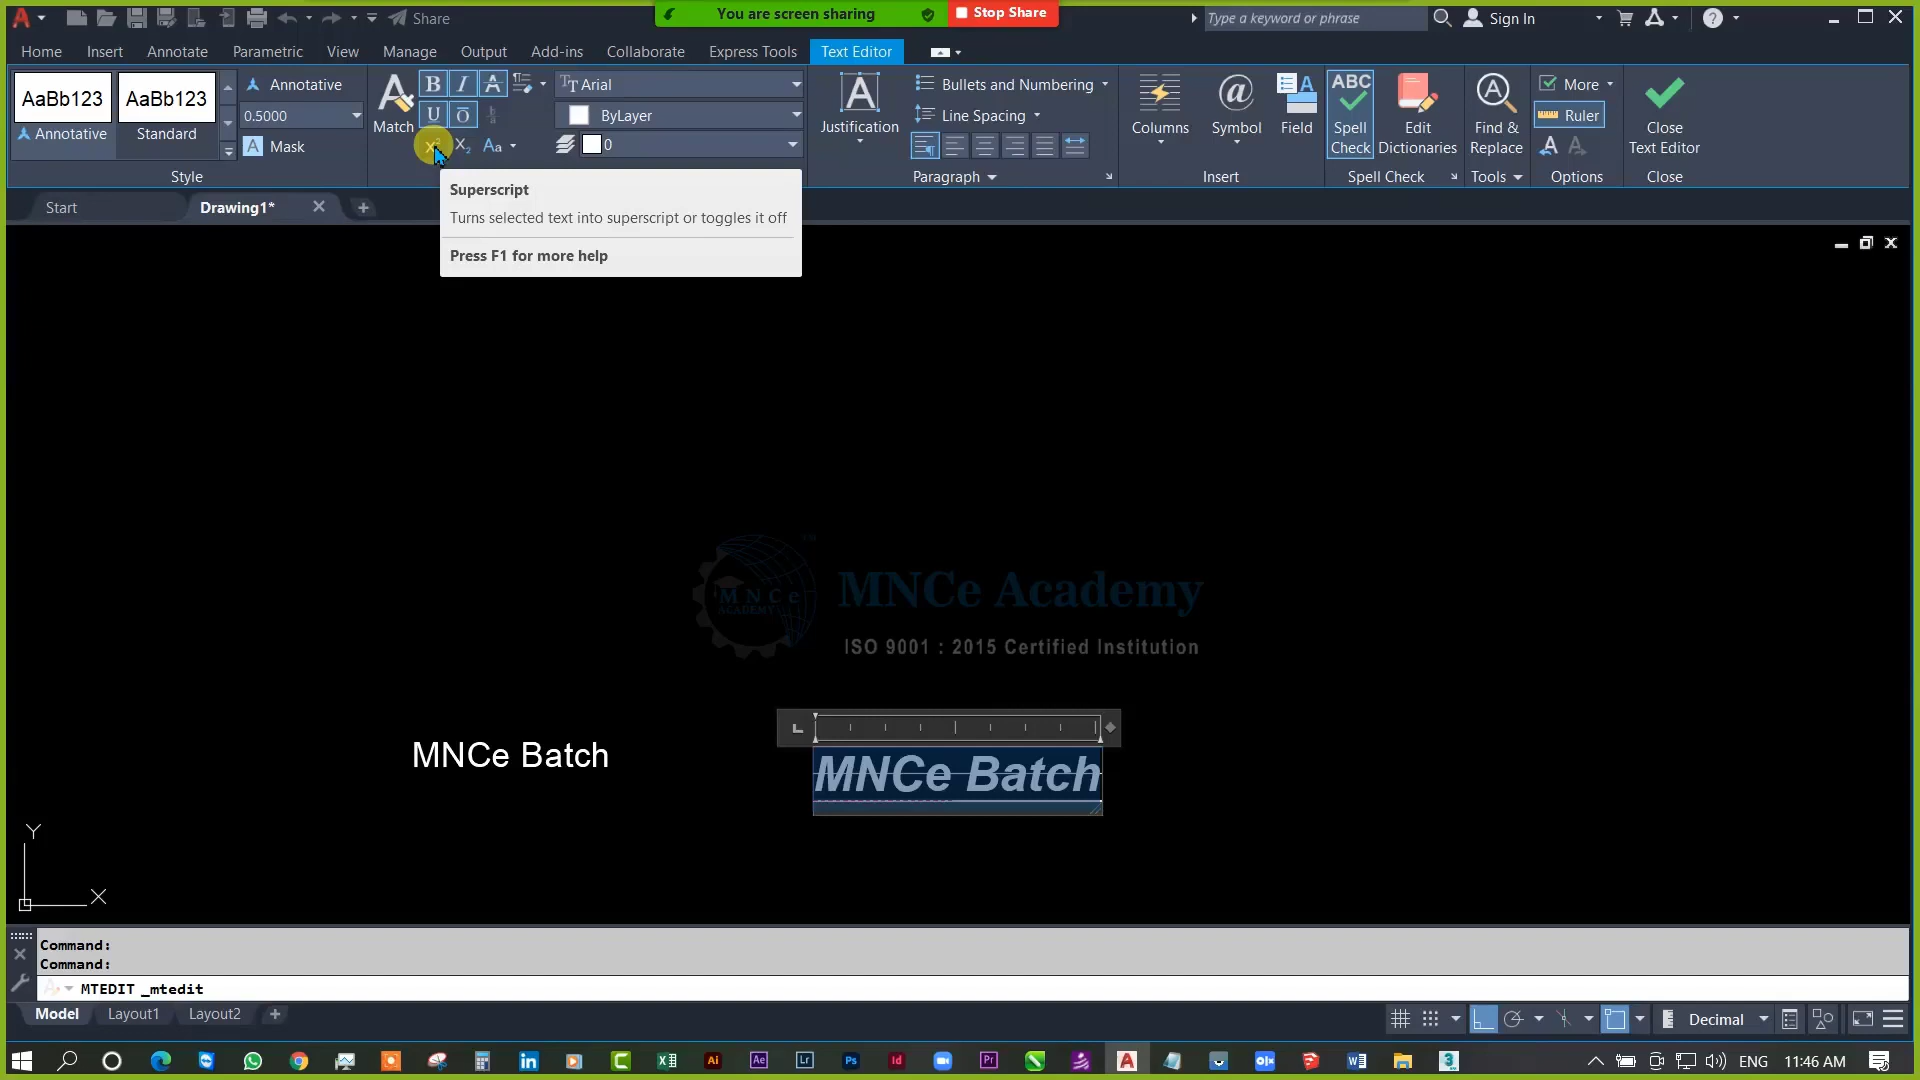 Share
You are screen sharing
Stop Share
Type a keyword or phrase
Sign In
Home
Insert
Annotate
Parametric
View
Manage
Output
Add-ins
Collaborate
Express Tools
Text Editor
AaBb123
AaBb123
Annotative
Standard
Annotative
0.5000
Mask
Style
Match
Arial
ByLayer
0
Justification
Bullets and Numbering
Line Spacing
Paragraph
Columns
Symbol
Field
Insert
ABC
Spell
Check
Edit
Dictionaries
Spell Check
Find &
Replace
Tools
More
Ruler
Options
Close
Text Editor
Close
Superscript
Turns selected text into superscript or toggles it off
Press F1 for more help
Start
Drawing1*
MNCe
ACADEMY
MNCe Academy
ISO 9001 : 2015 Certified Institution
MNCe Batch
MNCe Batch
Y
X
Command:
Command:
MTEDIT _mtedit
Model
Layout1
Layout2
Decimal
ENG
11:46 AM